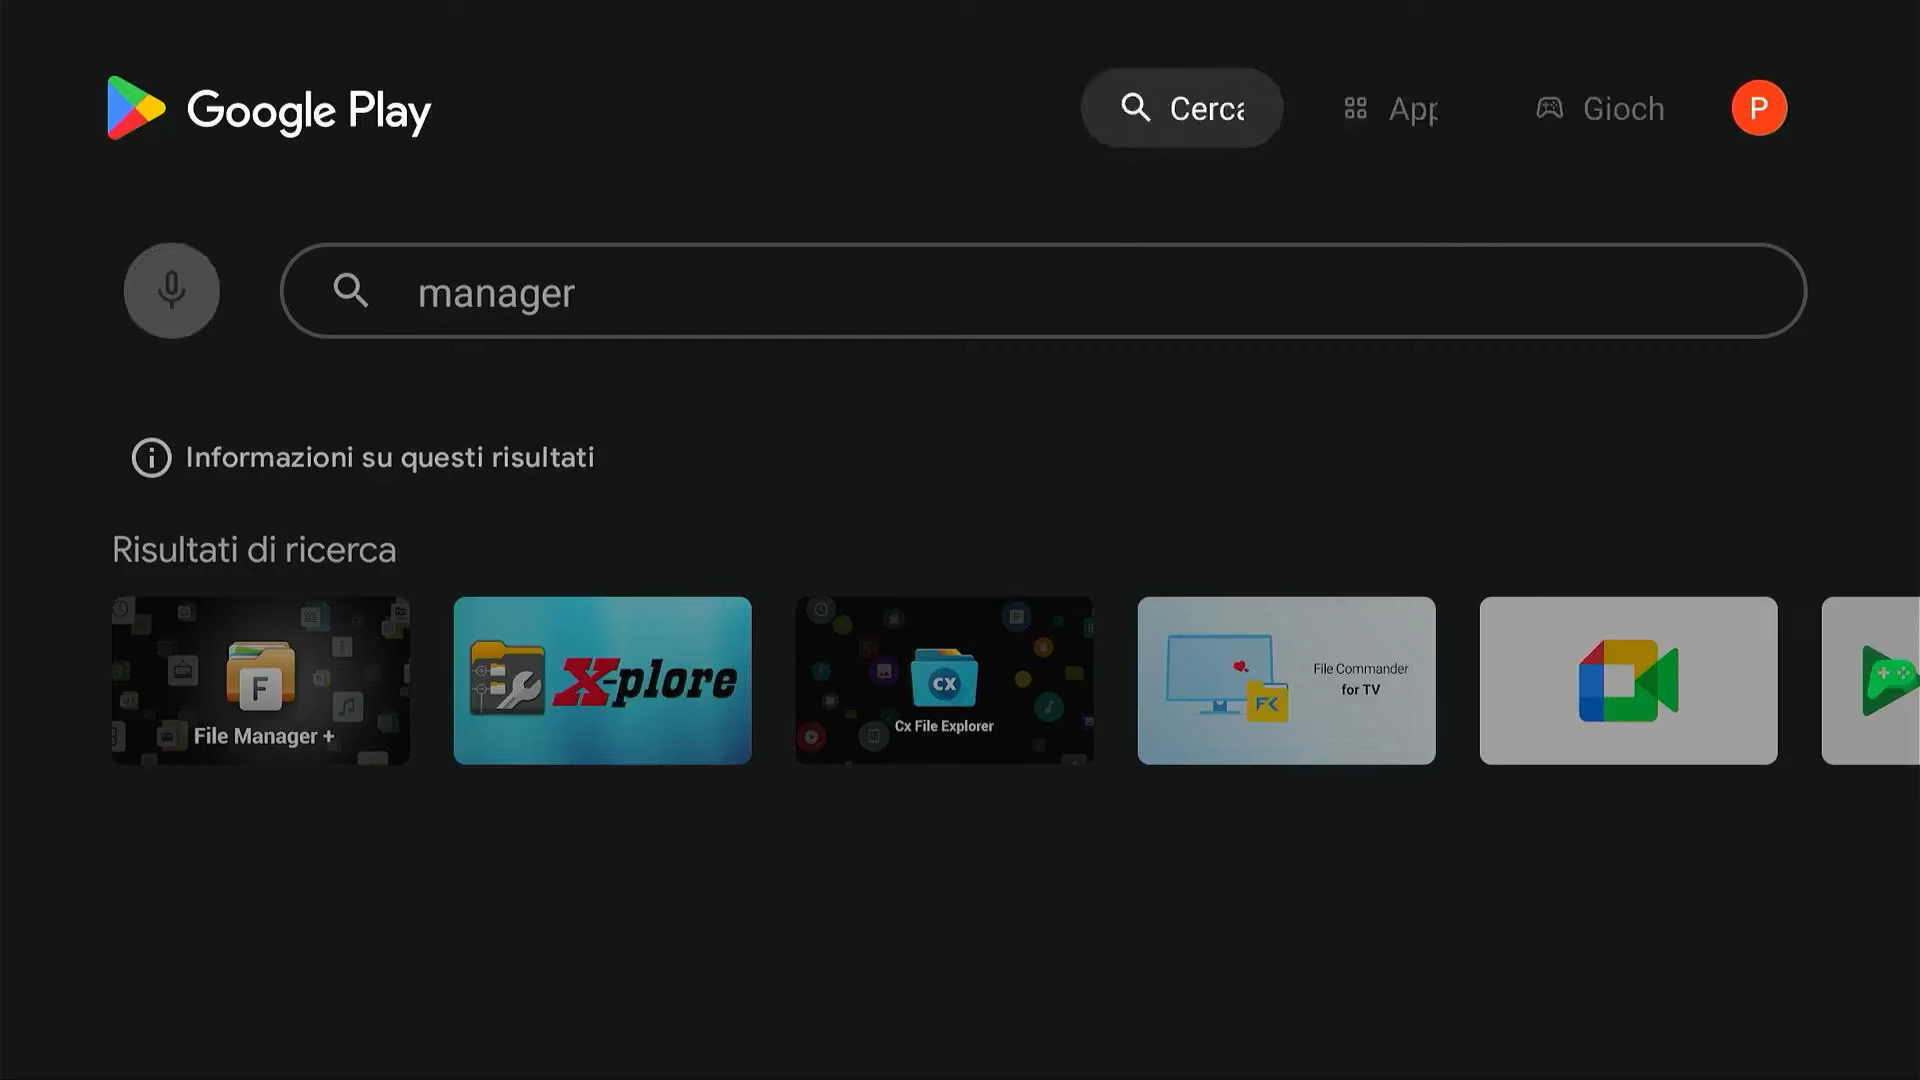 Google Play
Cerca
App
Gioch
P
manager
Informazioni su questi risultati
Risultati di ricerca
F
File Manager +
X-plore
CX
Cx File Explorer
File Commander
for TV